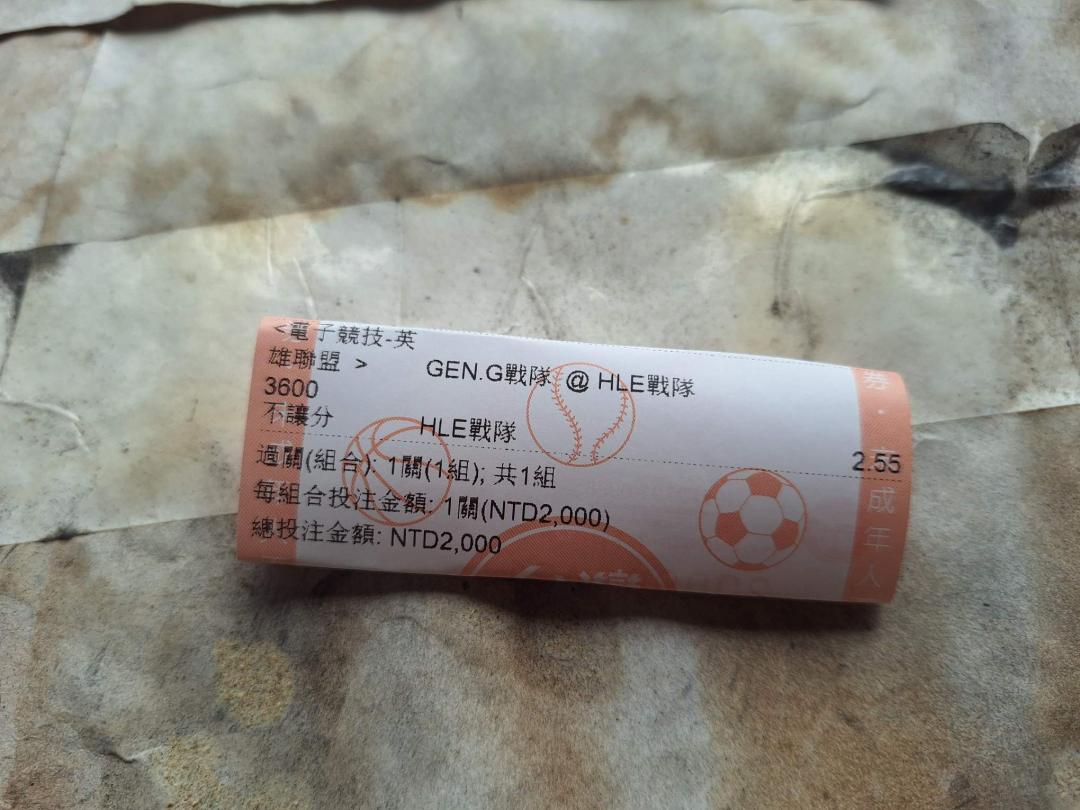 <電子競技-英
雄聯盟 >
GEN.G戰隊 @ HLE戰隊
3600
不讓分
HLE戰隊
2.55
過關(組合): 1關(1組); 共1組
每組合投注金額: 1關(NTD2,000)
總投注金額: NTD2,000
券．未成年人